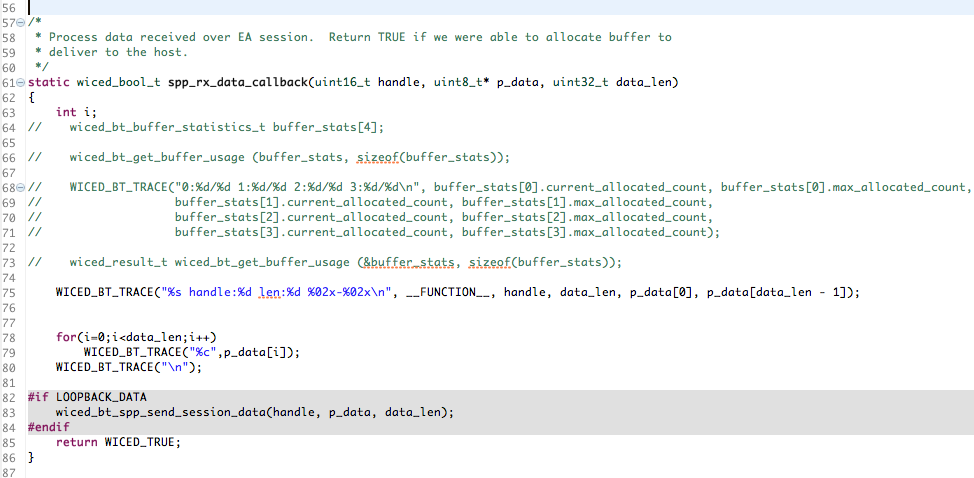 56
57 /*
58  * Process data received over EA session.  Return TRUE if we were able to allocate buffer to
59  * deliver to the host.
60  */
61 static wiced_bool_t spp_rx_data_callback(uint16_t handle, uint8_t* p_data, uint32_t data_len)
62 {
63     int i;
64 //    wiced_bt_buffer_statistics_t buffer_stats[4];
65
66 //    wiced_bt_get_buffer_usage (buffer_stats, sizeof(buffer_stats));
67
68 //    WICED_BT_TRACE("0:%d/%d 1:%d/%d 2:%d/%d 3:%d/%d\n", buffer_stats[0].current_allocated_count, buffer_stats[0].max_allocated_count,
69 //                   buffer_stats[1].current_allocated_count, buffer_stats[1].max_allocated_count,
70 //                   buffer_stats[2].current_allocated_count, buffer_stats[2].max_allocated_count,
71 //                   buffer_stats[3].current_allocated_count, buffer_stats[3].max_allocated_count);
72
73 //    wiced_result_t wiced_bt_get_buffer_usage (&buffer_stats, sizeof(buffer_stats));
74
75     WICED_BT_TRACE("%s handle:%d len:%d %02x-%02x\n", __FUNCTION__, handle, data_len, p_data[0], p_data[data_len - 1]);
76
77
78     for(i=0;i<data_len;i++)
79         WICED_BT_TRACE("%c",p_data[i]);
80     WICED_BT_TRACE("\n");
81
82 #if LOOPBACK_DATA
83     wiced_bt_spp_send_session_data(handle, p_data, data_len);
84 #endif
85     return WICED_TRUE;
86 }
87